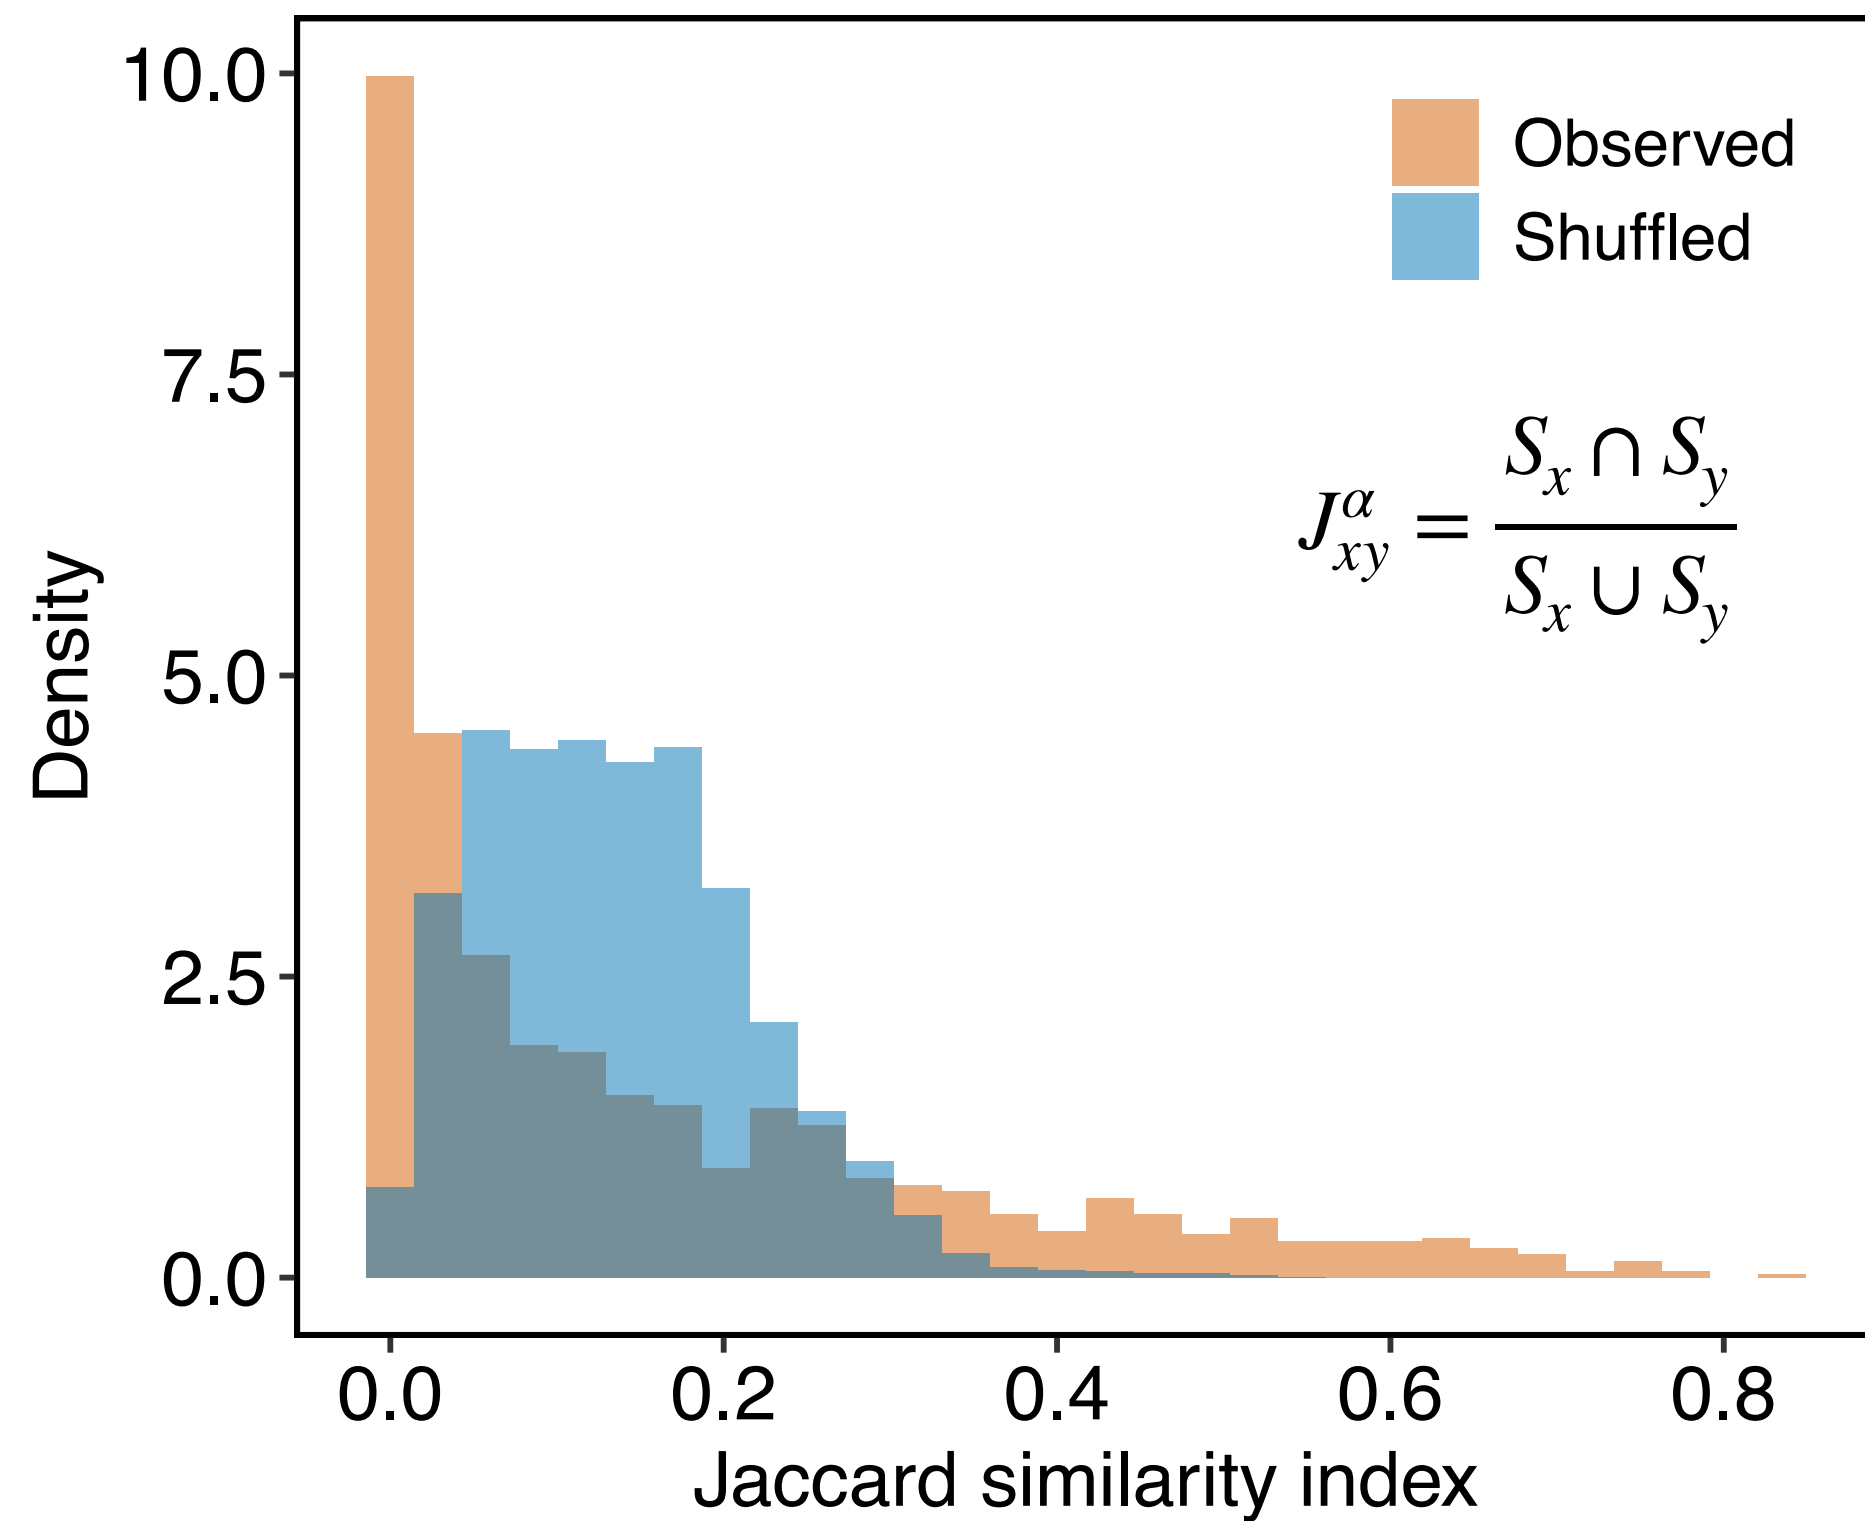 10.0
7.5
5.0
2.5
0.0
Density
Observed
Shuffled
J^α_xy = (S_x ∩ S_y) / (S_x ∪ S_y)
0.0 0.2 0.4 0.6 0.8
Jaccard similarity index